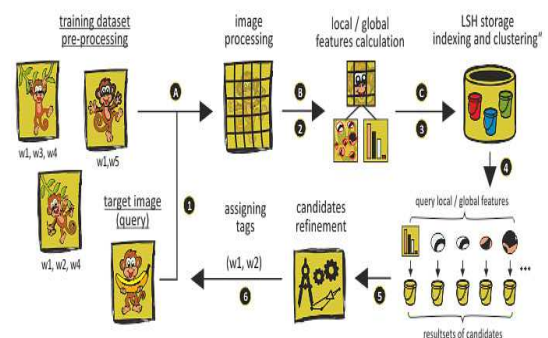 training dataset
pre-processing
image
processing
local / global
features calculation
LSH storage
indexing and clustering"
A
B
2
C
3
w1, w3, w4
w1,w5
w1, w2, w4
4
query local / global features
1
target image
(query)
assigning
tags
(w1, w2)
6
candidates
refinement
5
...
resultsets of candidates